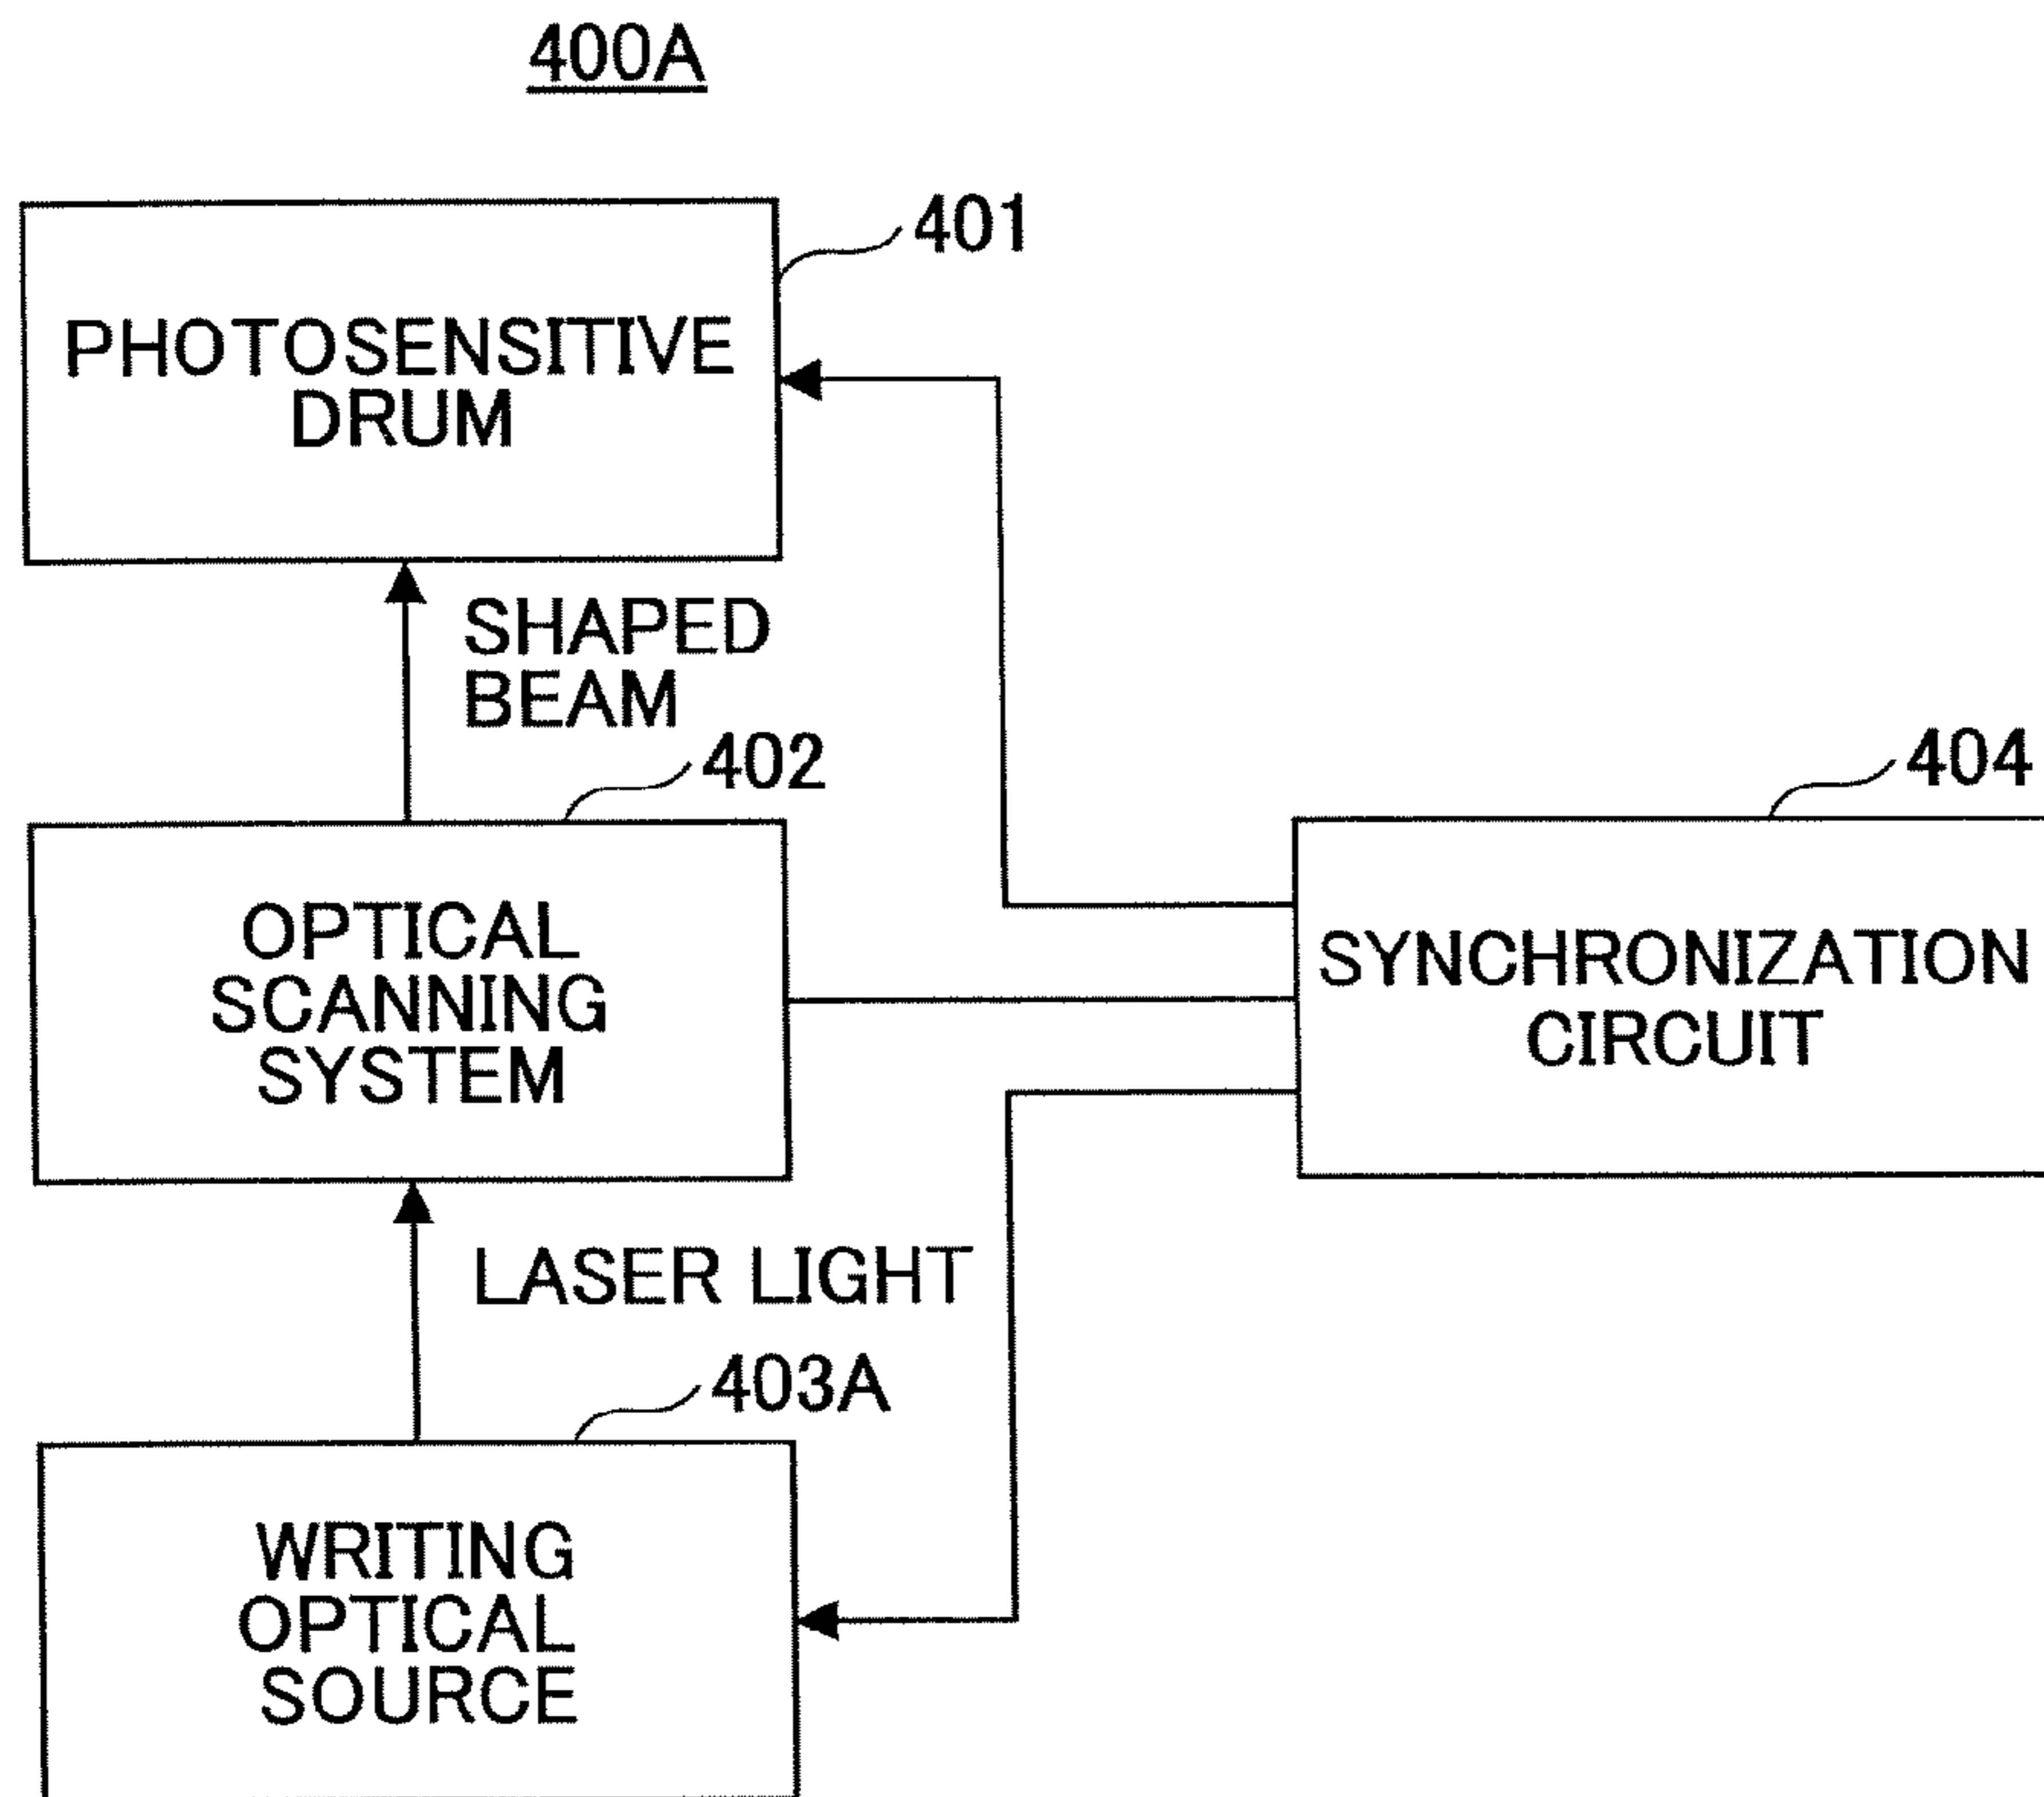 400A
401
PHOTOSENSITIVE
DRUM
SHAPED
BEAM
402
404
OPTICAL
SCANNING
SYSTEM
SYNCHRONIZATION
CIRCUIT
LASER LIGHT
403A
WRITING
OPTICAL
SOURCE